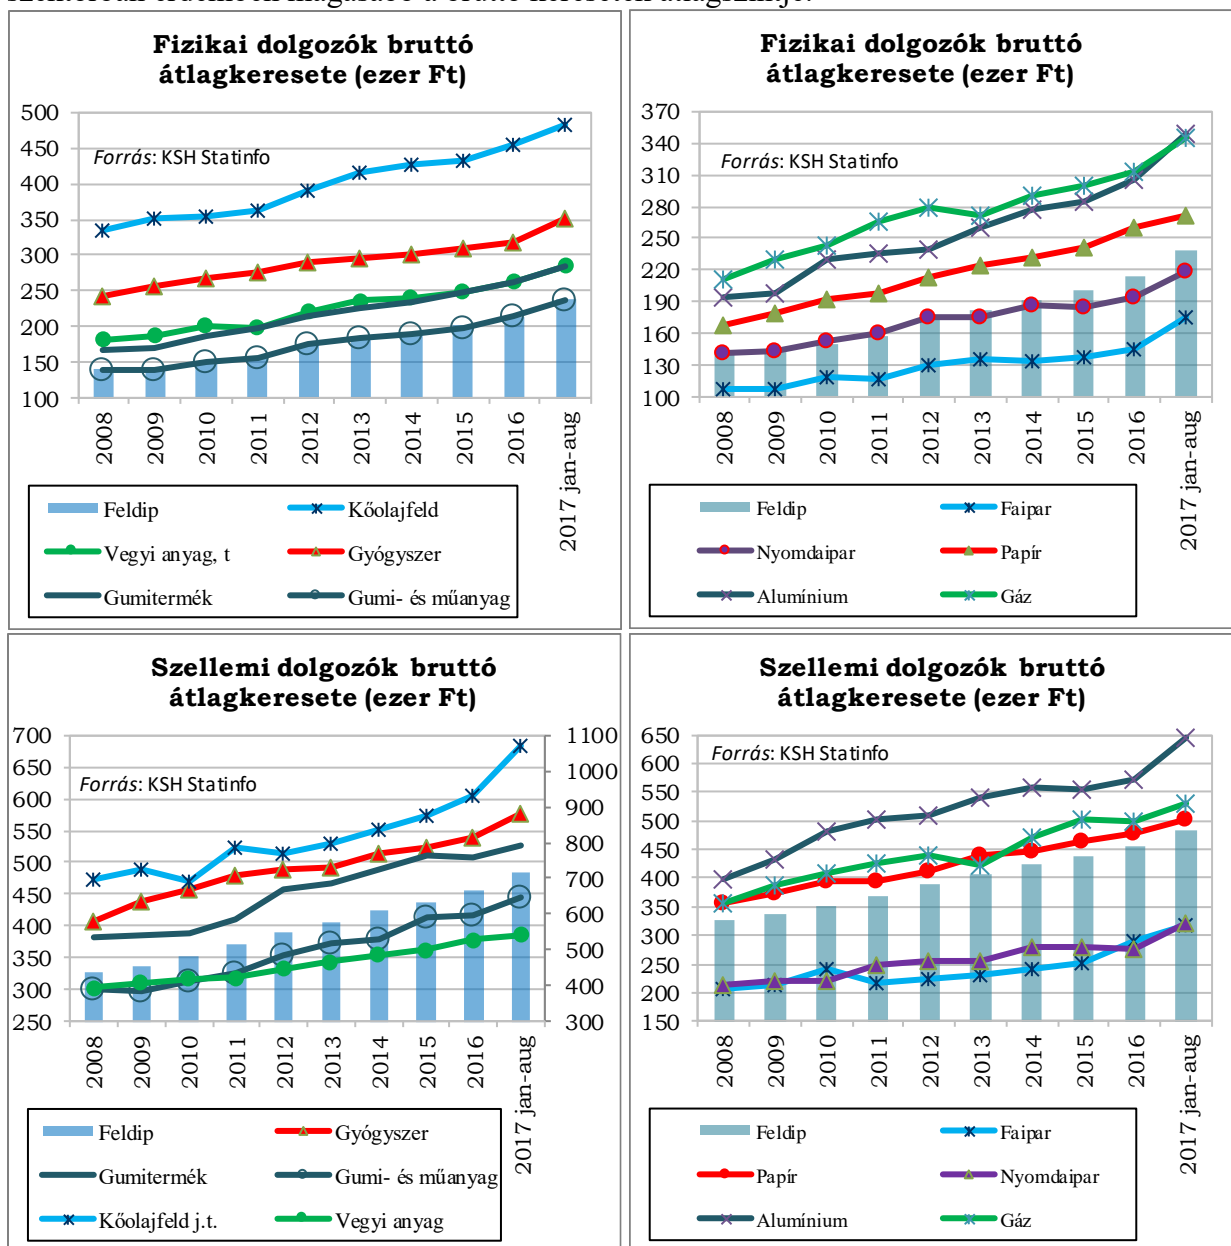 szektorban érdemben magasabb a bruttó keresetek átlagszintje.
Fizikai dolgozók bruttó
átlagkeresete (ezer Ft)
500
450
400
350
300
250
200
150
100
Forrás: KSH Statinfo
2008
2009
2010
2011
2012
2013
2014
2015
2016
2017 jan-aug
Feldip
Kőolajfeld
Vegyi anyag, t
Gyógyszer
Gumitermék
Gumi- és műanyag
Fizikai dolgozók bruttó
átlagkeresete (ezer Ft)
370
340
310
280
250
220
190
160
130
100
Forrás: KSH Statinfo
2008
2009
2010
2011
2012
2013
2014
2015
2016
2017 jan-aug
Feldip
Faipar
Nyomdaipar
Papír
Alumínium
Gáz
Szellemi dolgozók bruttó
átlagkeresete (ezer Ft)
700
650
600
550
500
450
400
350
300
250
Forrás: KSH Statinfo
1100
1000
900
800
700
600
500
400
300
2008
2009
2010
2011
2012
2013
2014
2015
2016
2017 jan-aug
Feldip
Gyógyszer
Gumitermék
Gumi- és műanyag
Kőolajfeld j.t.
Vegyi anyag
Szellemi dolgozók bruttó
átlagkeresete (ezer Ft)
650
600
550
500
450
400
350
300
250
200
150
Forrás: KSH Statinfo
2008
2009
2010
2011
2012
2013
2014
2015
2016
2017 jan-aug
Feldip
Faipar
Papír
Nyomdaipar
Alumínium
Gáz